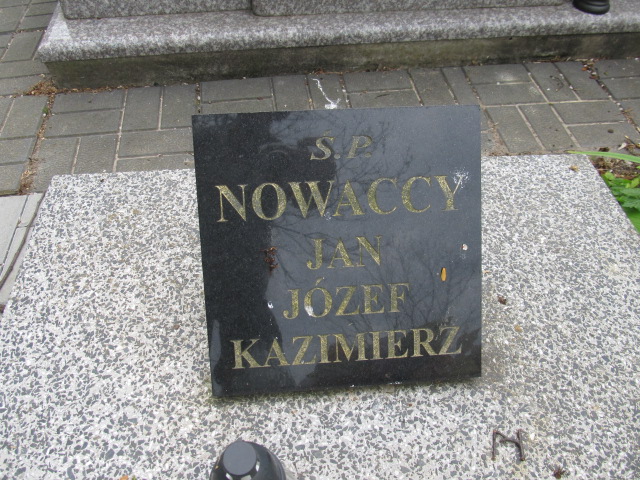 Ś.P.
NOWACCY
JAN
JÓZEF
KAZIMIERZ